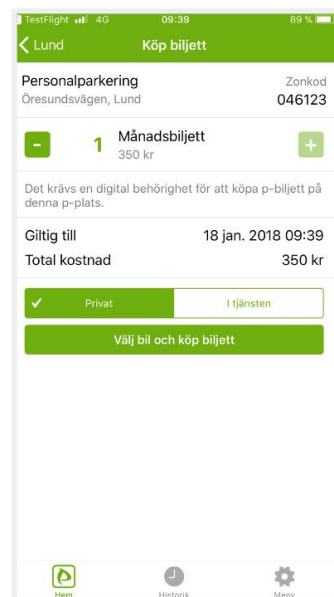 TestFlight 4G 09:39 89 %
Lund Köp biljett
Personalparkering Zonkod
Öresundsvägen, Lund 046123
- 1 Månadsbiljett +
350 kr
Det krävs en digital behörighet för att köpa p-biljett på
denna p-plats.
Giltig till 18 jan. 2018 09:39
Total kostnad 350 kr
Privat I tjänsten
Välj bil och köp biljett
Hem Historik Meny